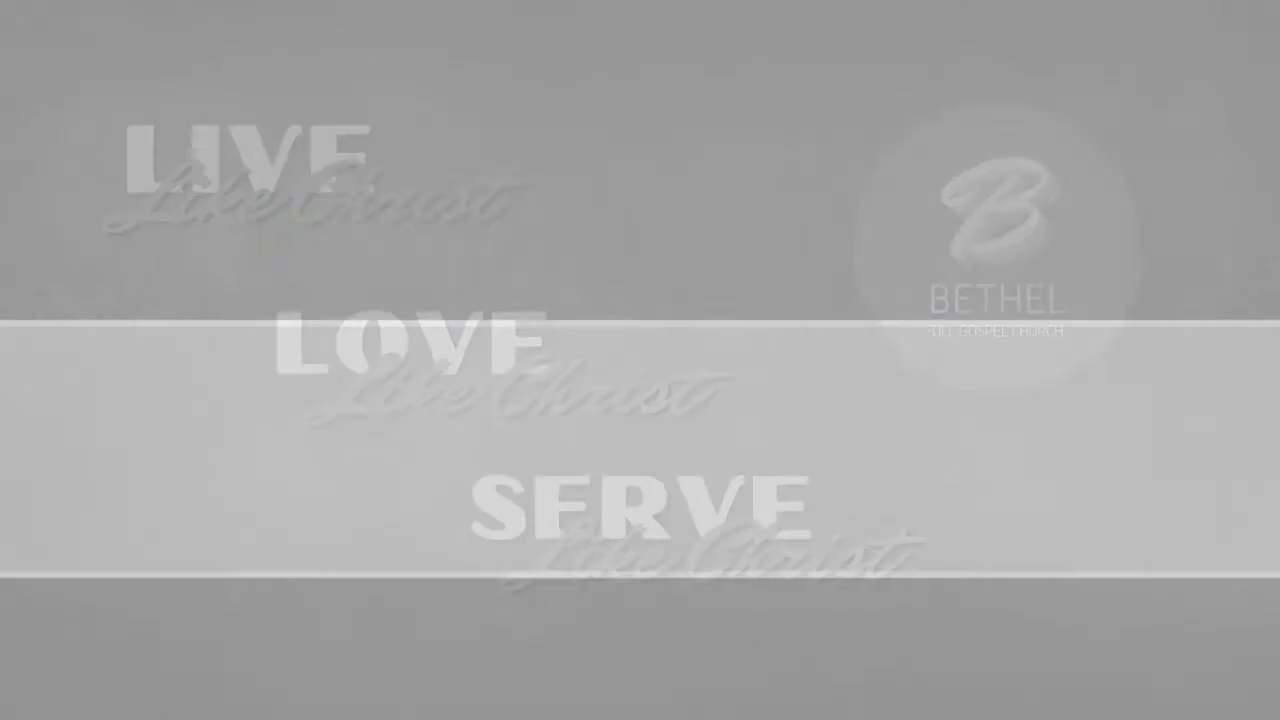 LIVE
Like Christ
LOVE
Like Christ
SERVE
Like Christ
B
BETHEL
FULL GOSPEL CHURCH